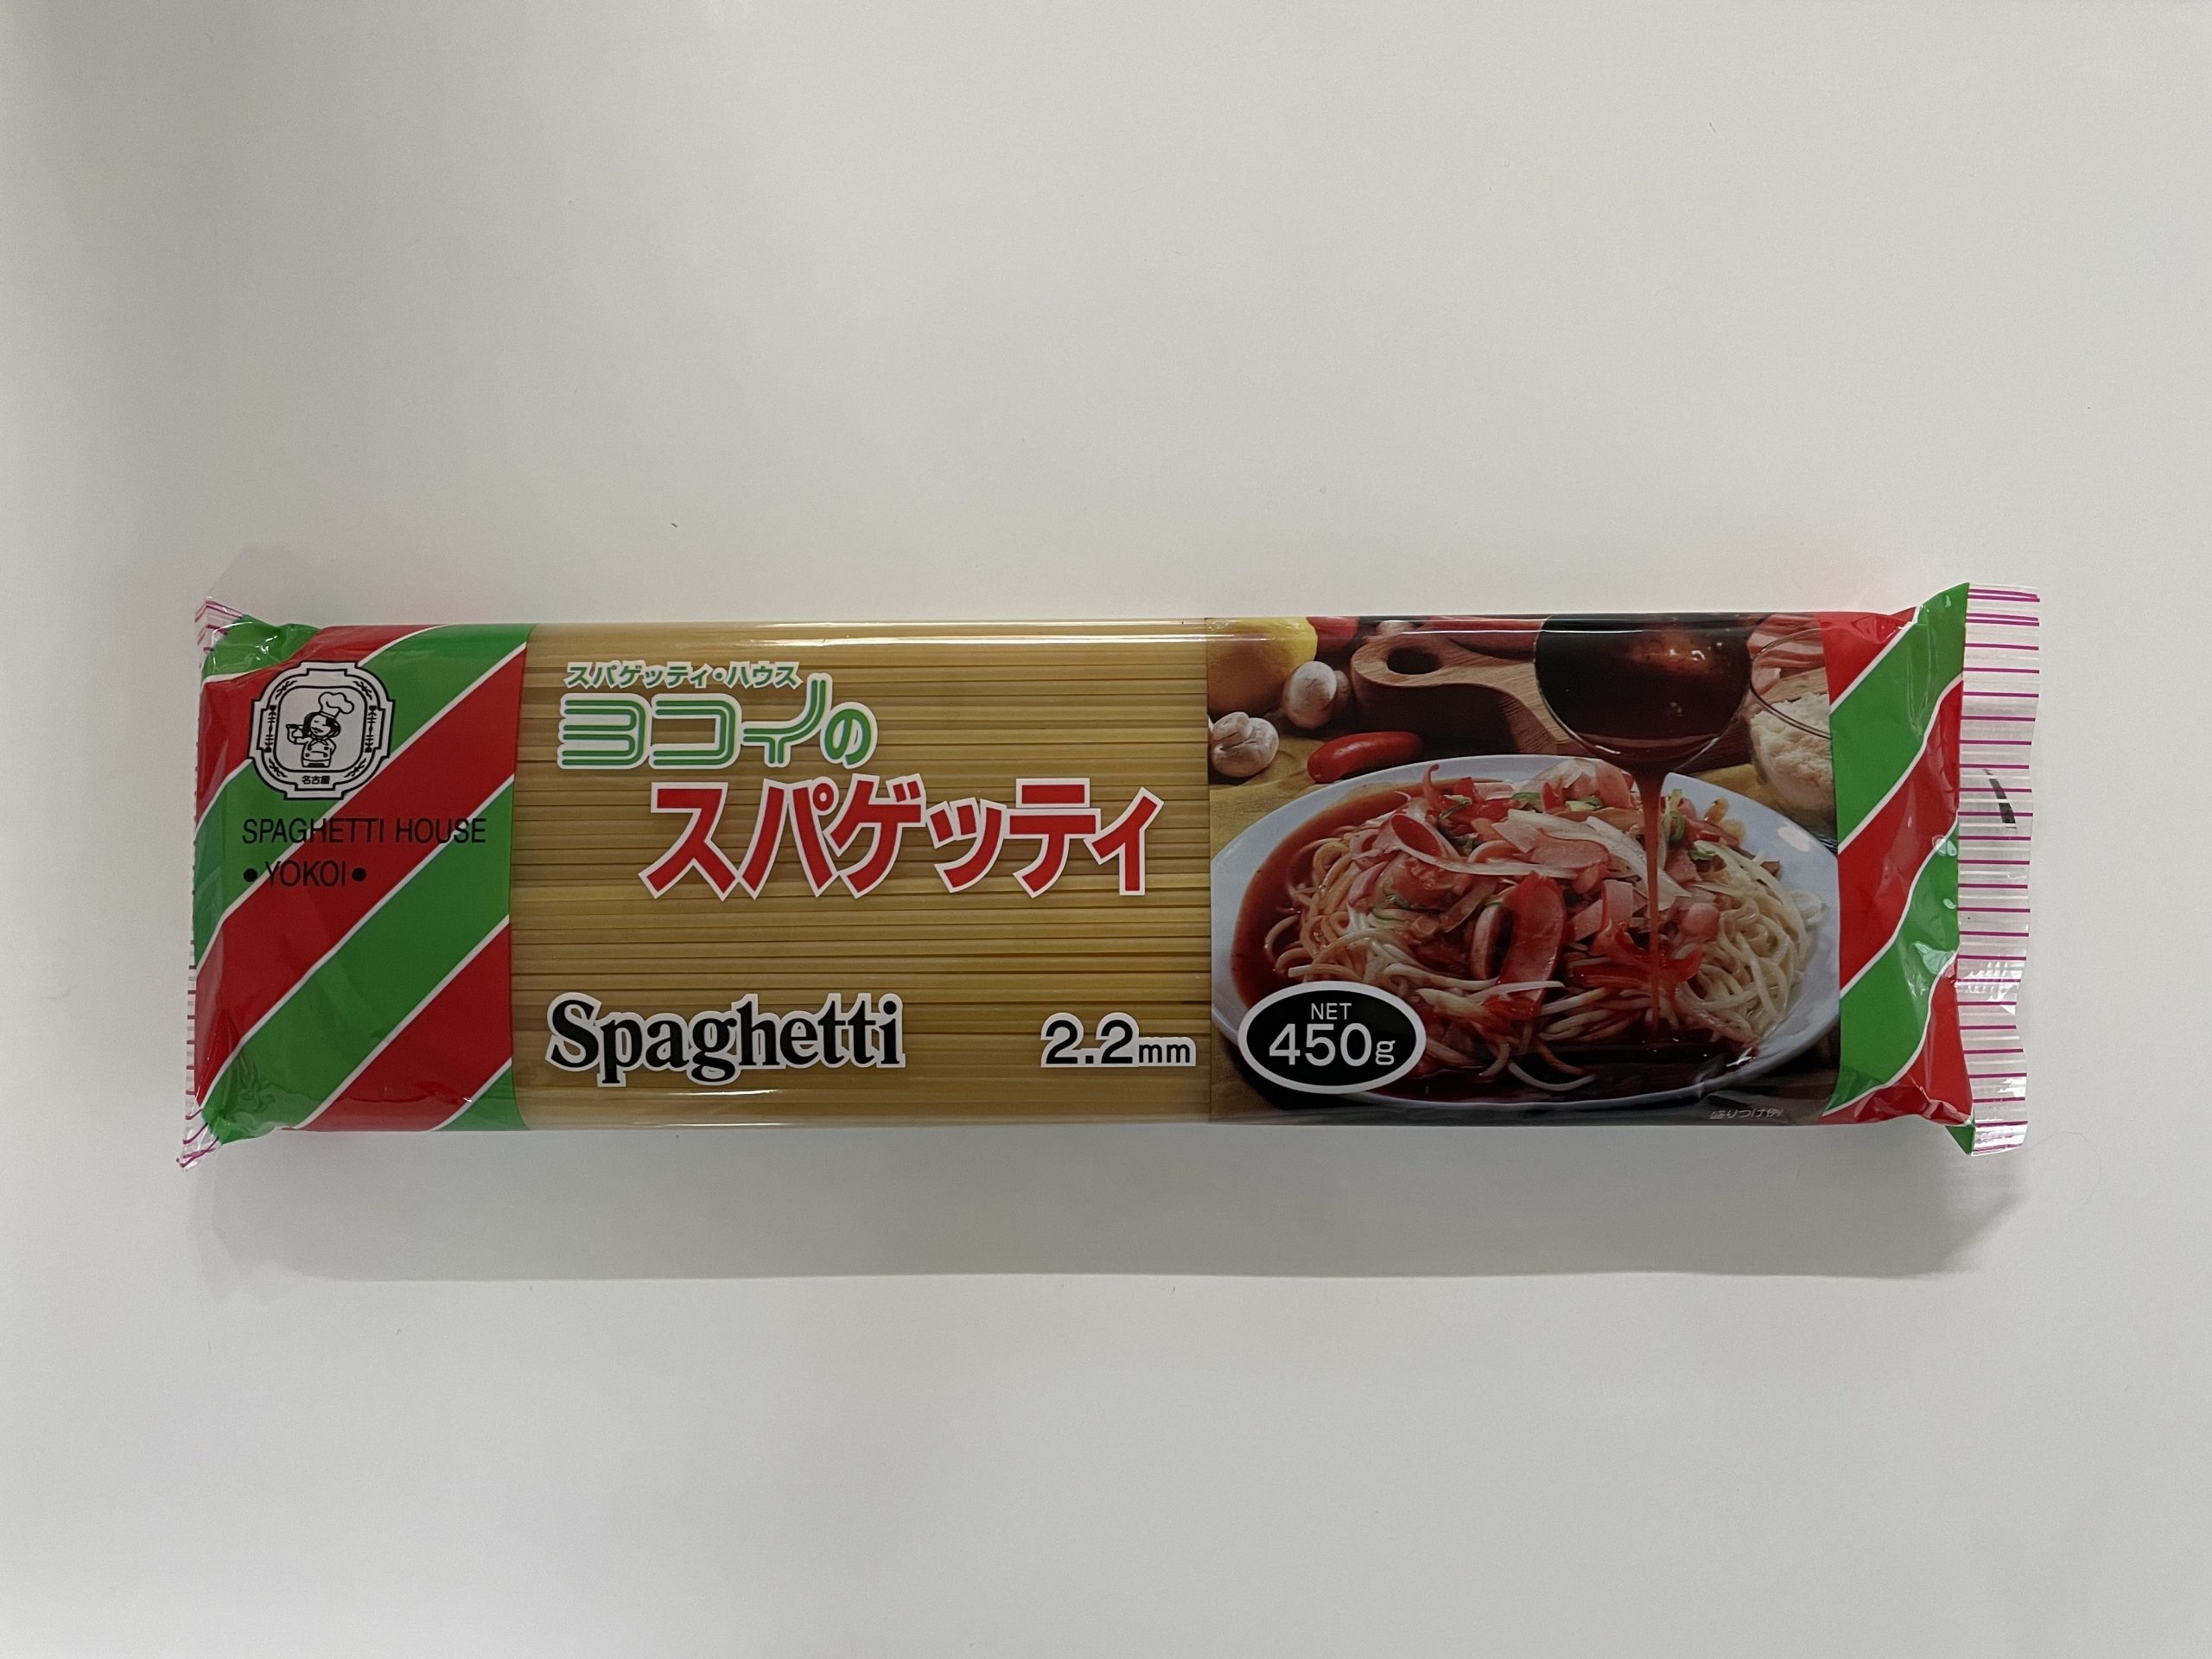 名古屋
SPAGHETTI HOUSE
●YOKOI●
スパゲッティ・ハウス
ヨコイの
スパゲッティ
Spaghetti
2.2mm
NET
450g
盛りつけ例